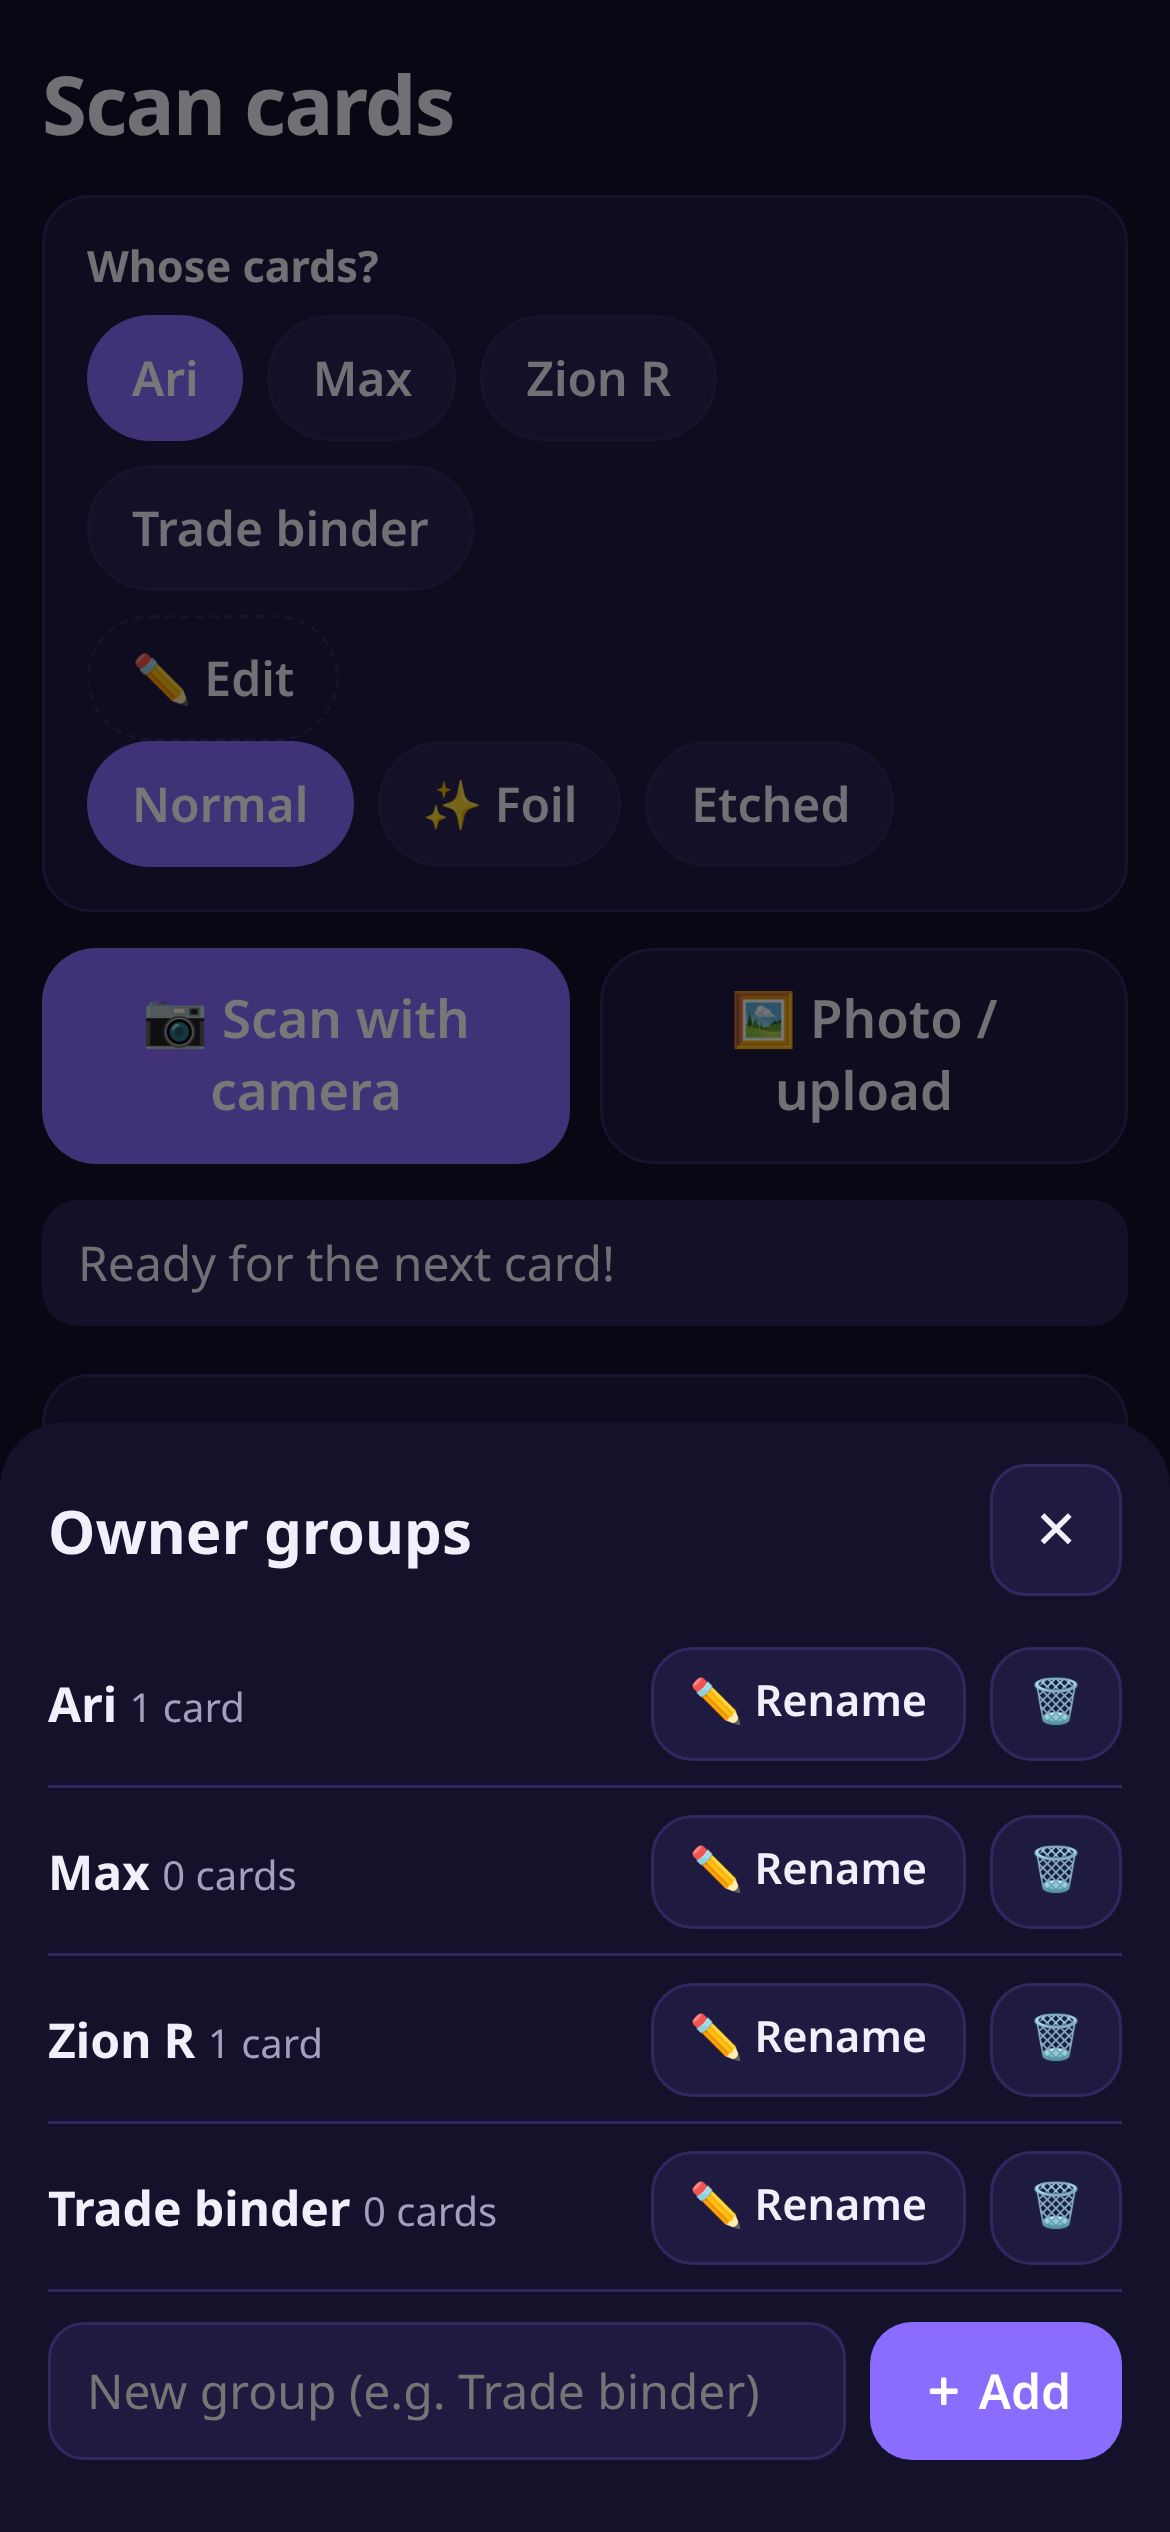 Scan cards
Whose cards?
Ari Max Zion R
Trade binder
✏️ Edit
Normal ✨ Foil Etched
📷 Scan with
camera
🖼️ Photo /
upload
Ready for the next card!
Owner groups ✕
Ari 1 card ✏️ Rename 🗑️
Max 0 cards ✏️ Rename 🗑️
Zion R 1 card ✏️ Rename 🗑️
Trade binder 0 cards ✏️ Rename 🗑️
New group (e.g. Trade binder) + Add